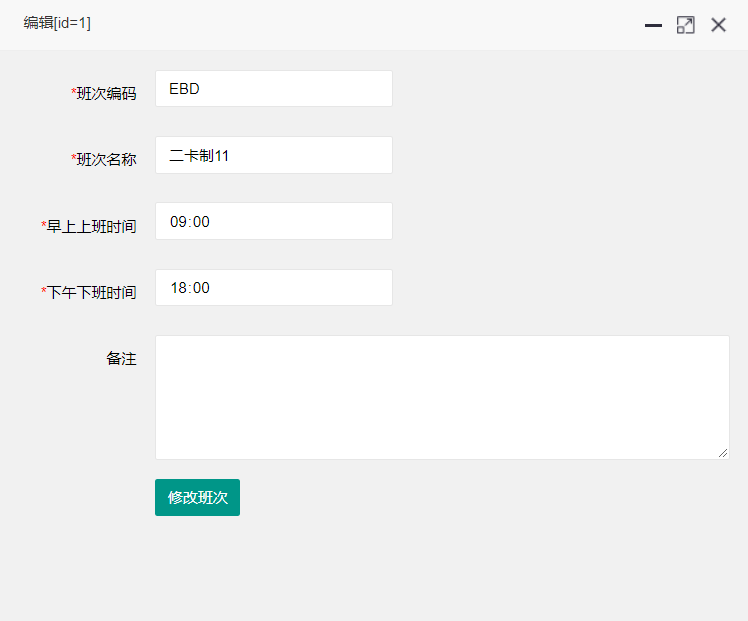 编辑[id=1]
*班次编码 EBD
*班次名称 二卡制11
*早上上班时间 09:00
*下午下班时间 18:00
备注
修改班次